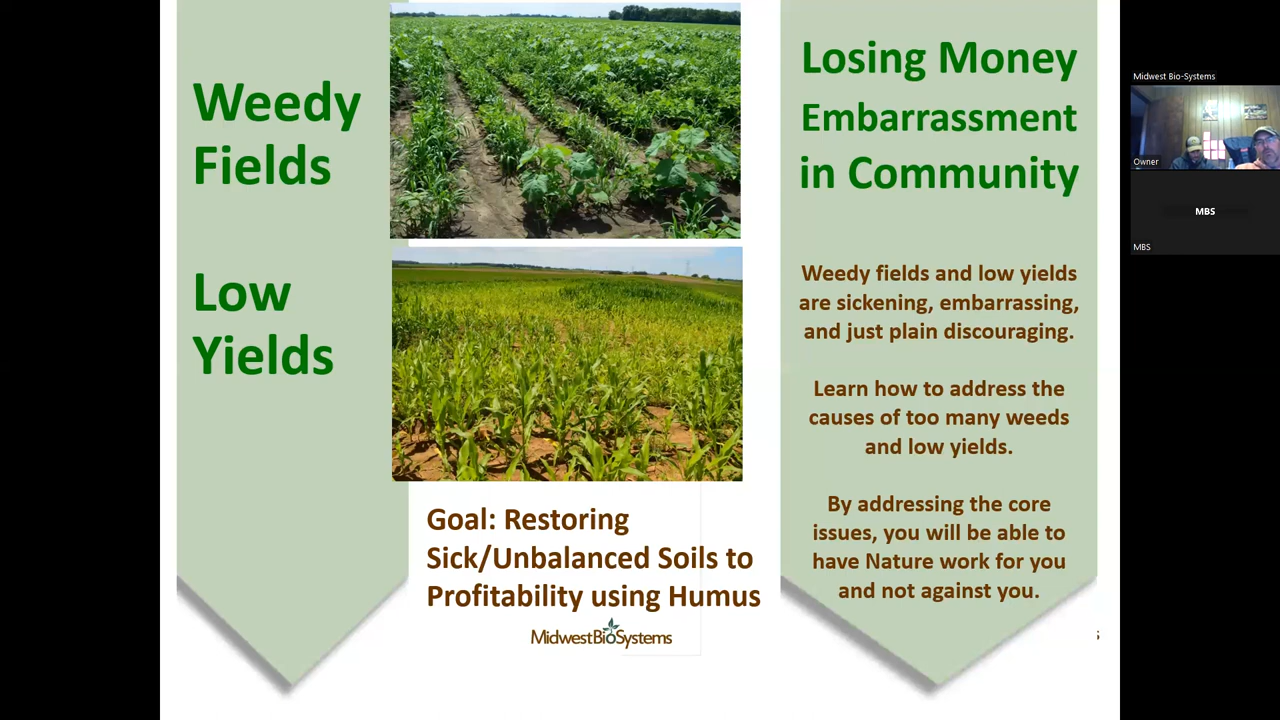 Weedy
Fields
Low
Yields
Goal: Restoring
Sick/Unbalanced Soils to
Profitability using Humus
MidwestBioSystems
Losing Money
Embarrassment
in Community
Weedy fields and low yields
are sickening, embarrassing,
and just plain discouraging.
Learn how to address the
causes of too many weeds
and low yields.
By addressing the core
issues, you will be able to
have Nature work for you
and not against you.
Midwest Bio-Systems
Owner
MBS
MBS